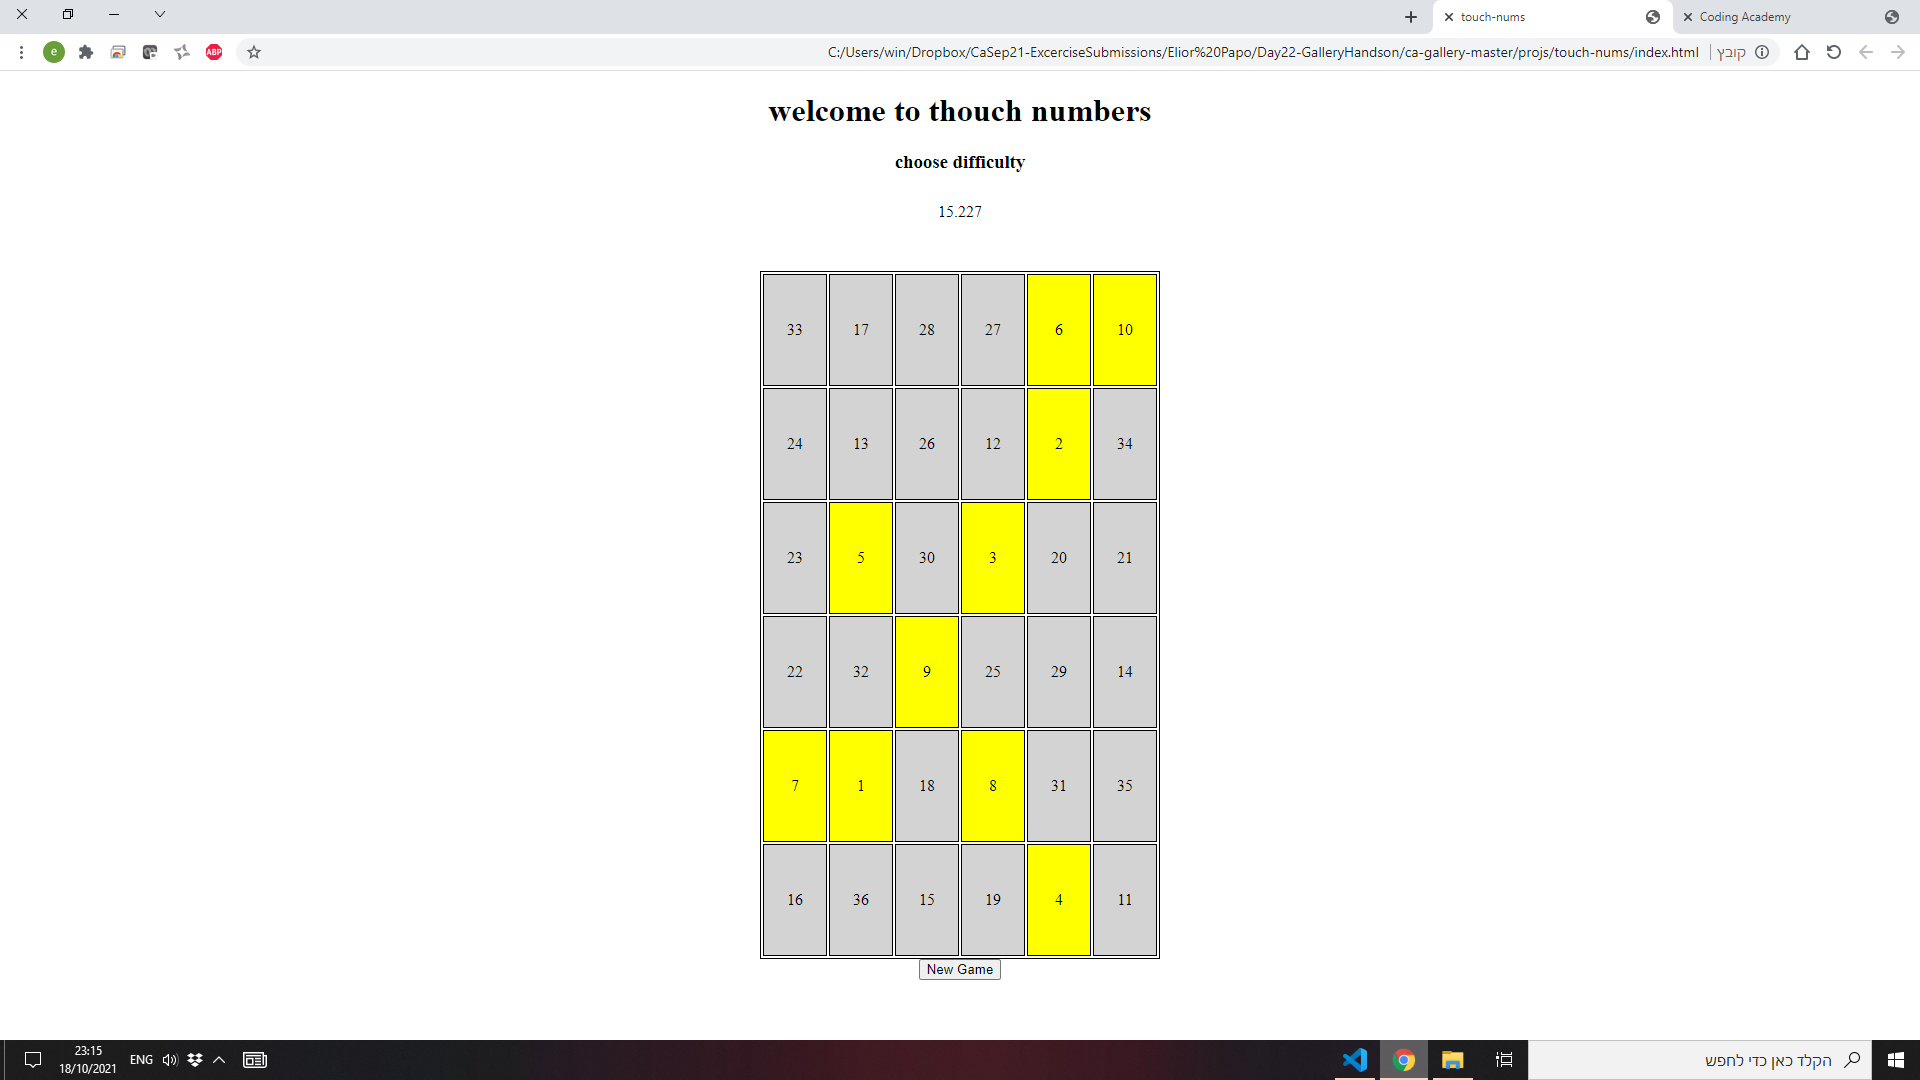 touch-nums
Coding Academy
e
ABP
C:/Users/win/Dropbox/CaSep21-ExcerciseSubmissions/Elior%20Papo/Day22-GalleryHandson/ca-gallery-master/projs/touch-nums/index.html | קובץ
welcome to thouch numbers
choose difficulty
15.227
33 17 28 27 6 10
24 13 26 12 2 34
23 5 30 3 20 21
22 32 9 25 29 14
7 1 18 8 31 35
16 36 15 19 4 11
New Game
23:15
18/10/2021
ENG
הקלד כאן כדי לחפש